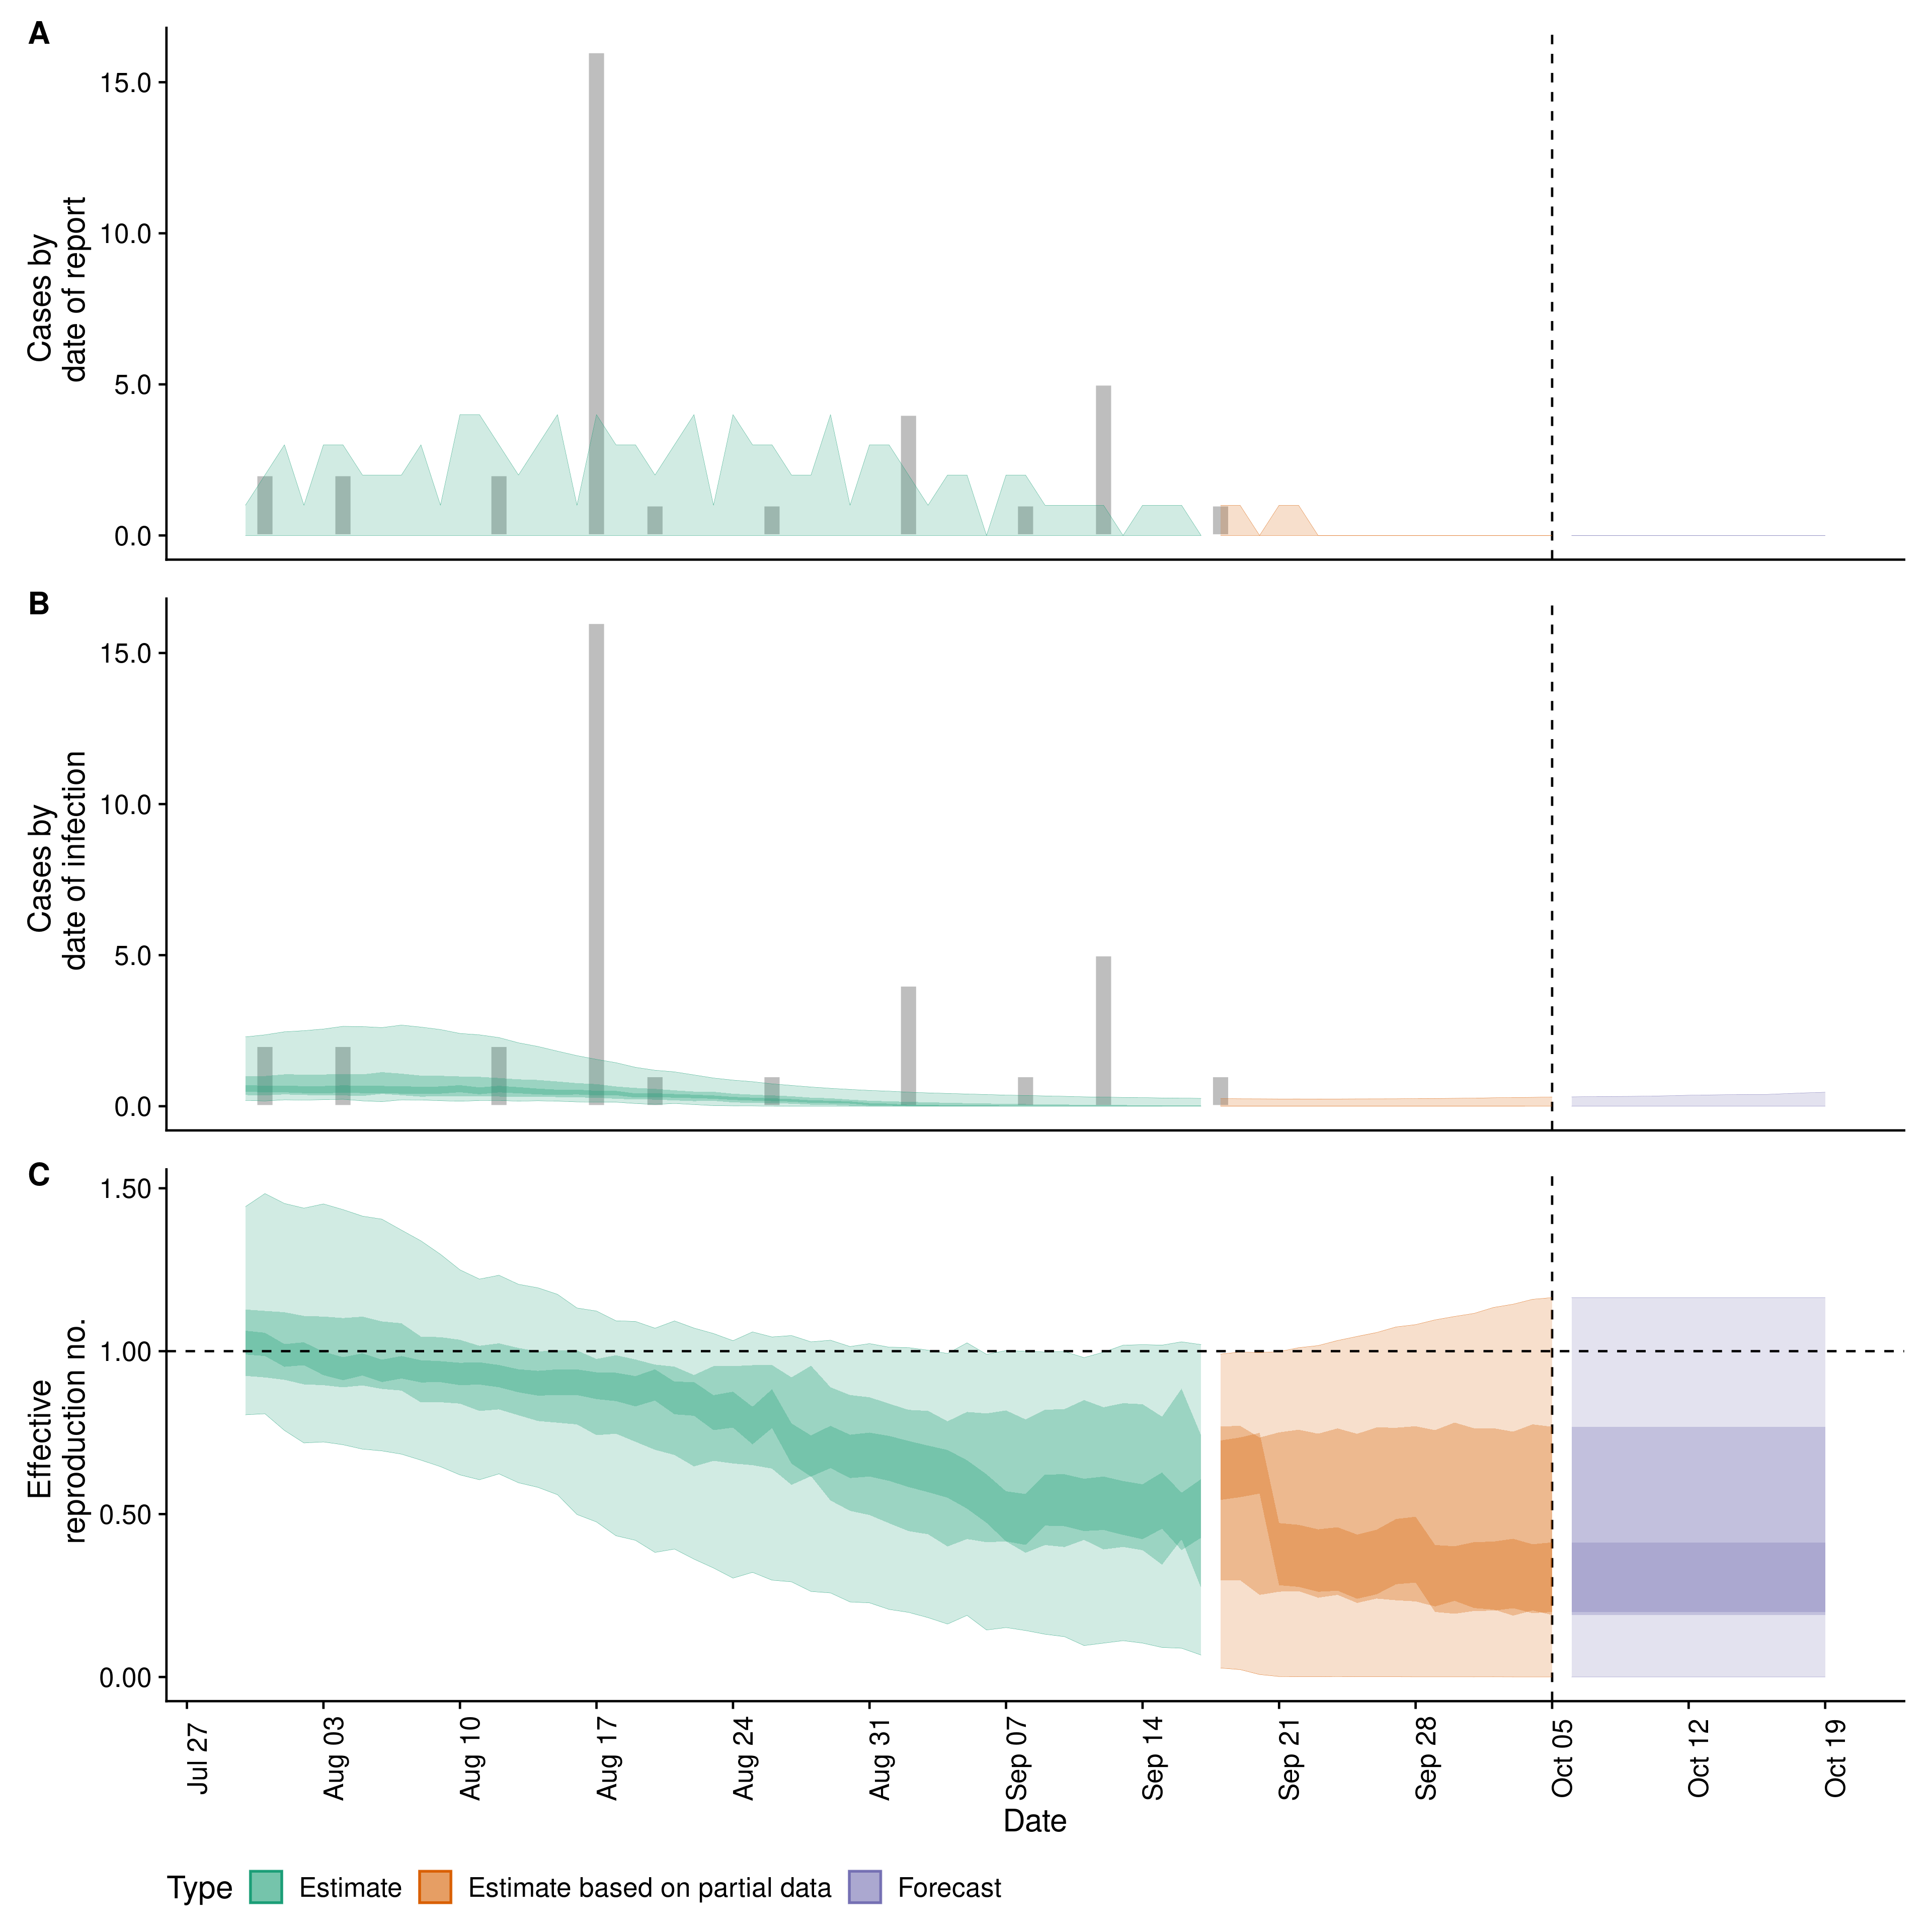 A
15.0
10.0
5.0
0.0
Cases by
date of report
B
15.0
10.0
5.0
0.0
Cases by
date of infection
C
1.50
1.00
0.50
0.00
Effective
reproduction no.
Jul 27
Aug 03
Aug 10
Aug 17
Aug 24
Aug 31
Sep 07
Sep 14
Sep 21
Sep 28
Oct 05
Oct 12
Oct 19
Date
Type Estimate Estimate based on partial data Forecast